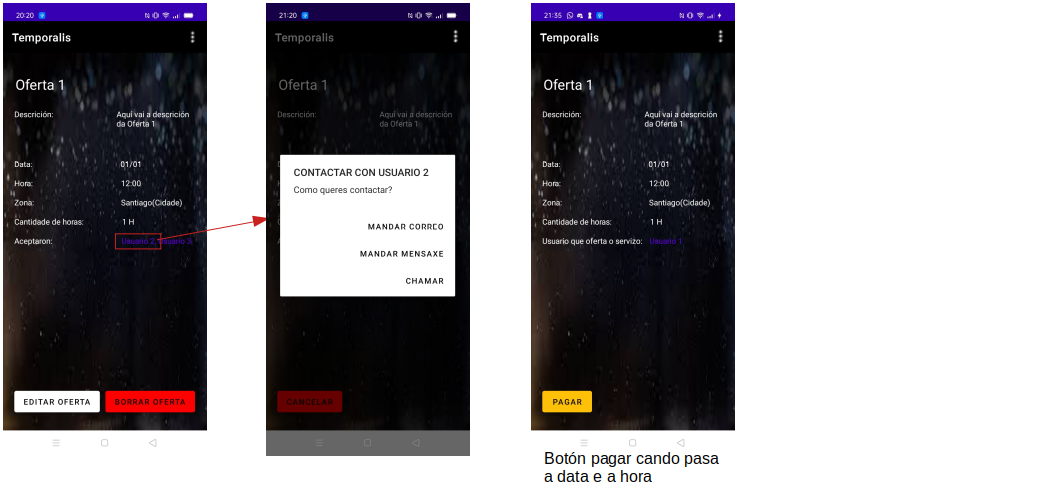 20:20
Temporalis
Oferta 1
Descrición:
Aquí vai a descrición
da Oferta 1
Data:
01/01
Hora:
12:00
Zona:
Santiago(Cidade)
Cantidade de horas:
1 H
Aceptaron:
Usuario 2, Usuario 3
EDITAR OFERTA
BORRAR OFERTA
21:20
Temporalis
Oferta 1
Descrición:
Aquí vai a descrición
da Oferta 1
CONTACTAR CON USUARIO 2
Como queres contactar?
MANDAR CORREO
MANDAR MENSAXE
CHAMAR
CANCELAR
21:35
Temporalis
Oferta 1
Descrición:
Aquí vai a descrición
da Oferta 1
Data:
01/01
Hora:
12:00
Zona:
Santiago(Cidade)
Cantidade de horas:
1 H
Usuario que oferta o servizo:
Usuario 1
PAGAR
Botón pagar cando pasa
a data e a hora